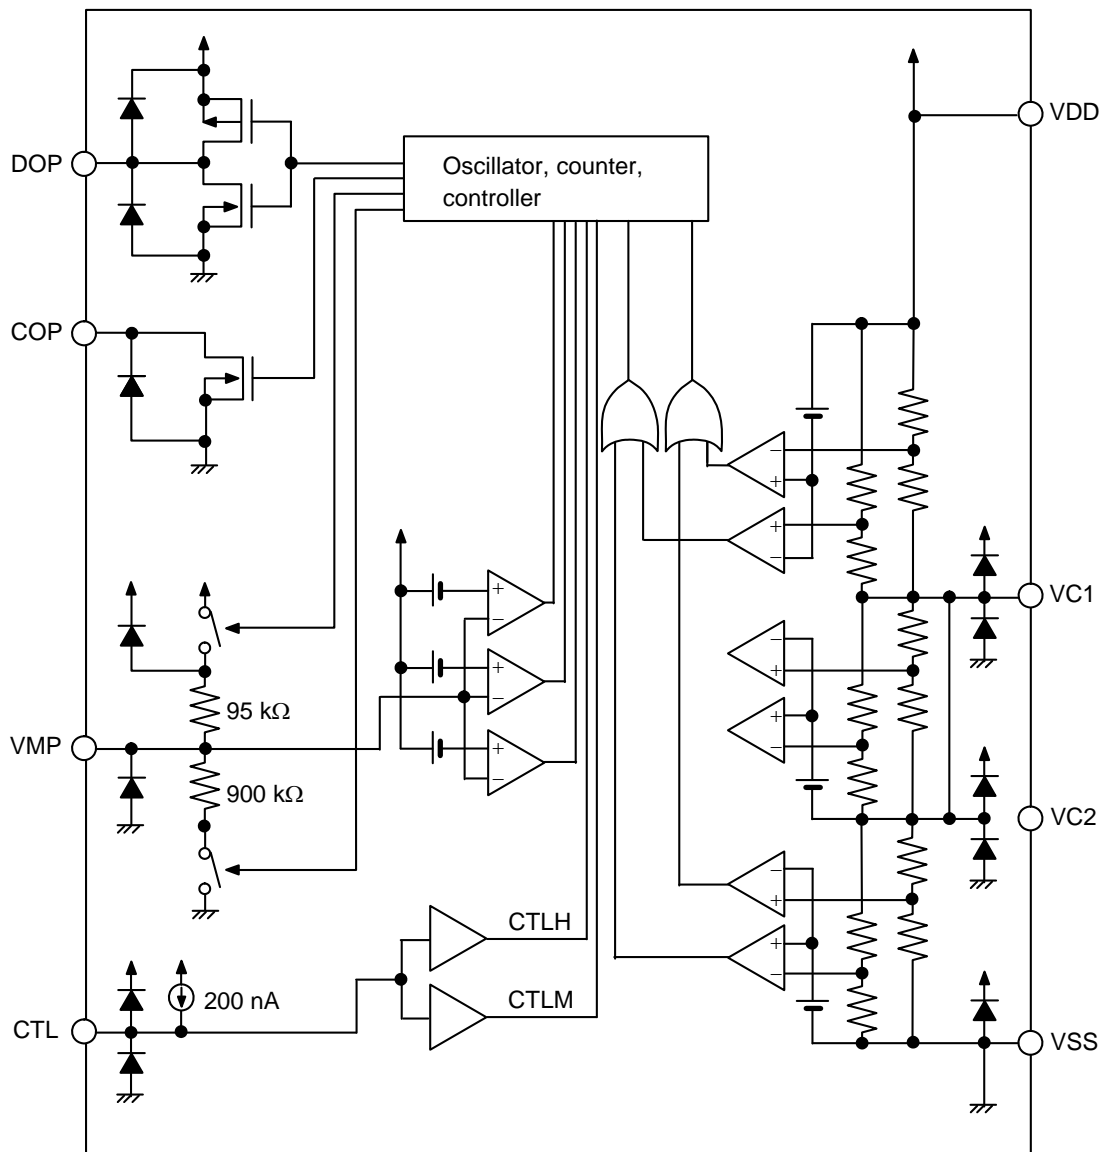 VDD
DOP
Oscillator, counter,
controller
COP
+
−
−
+
+
−
VC1
+
−
−
+
95 kΩ
+
−
+
−
VMP
+
−
900 kΩ
VC2
−
+
CTLH
+
−
200 nA
CTLM
CTL
VSS